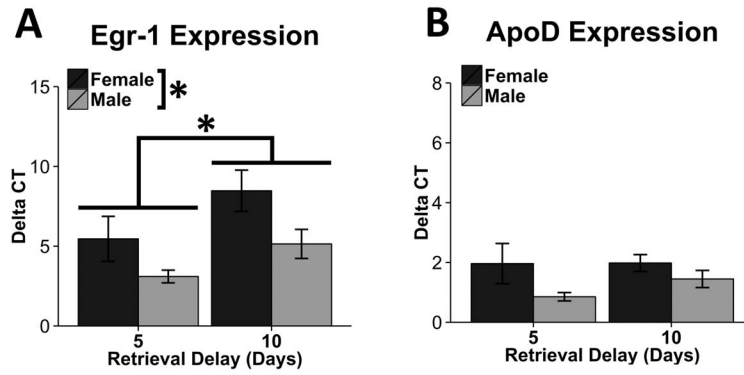 A
Egr-1 Expression
Female
Male
*
*
15
10
5
0
Delta CT
5
10
Retrieval Delay (Days)
B
ApoD Expression
Female
Male
8
6
4
2
0
Delta CT
5
10
Retrieval Delay (Days)